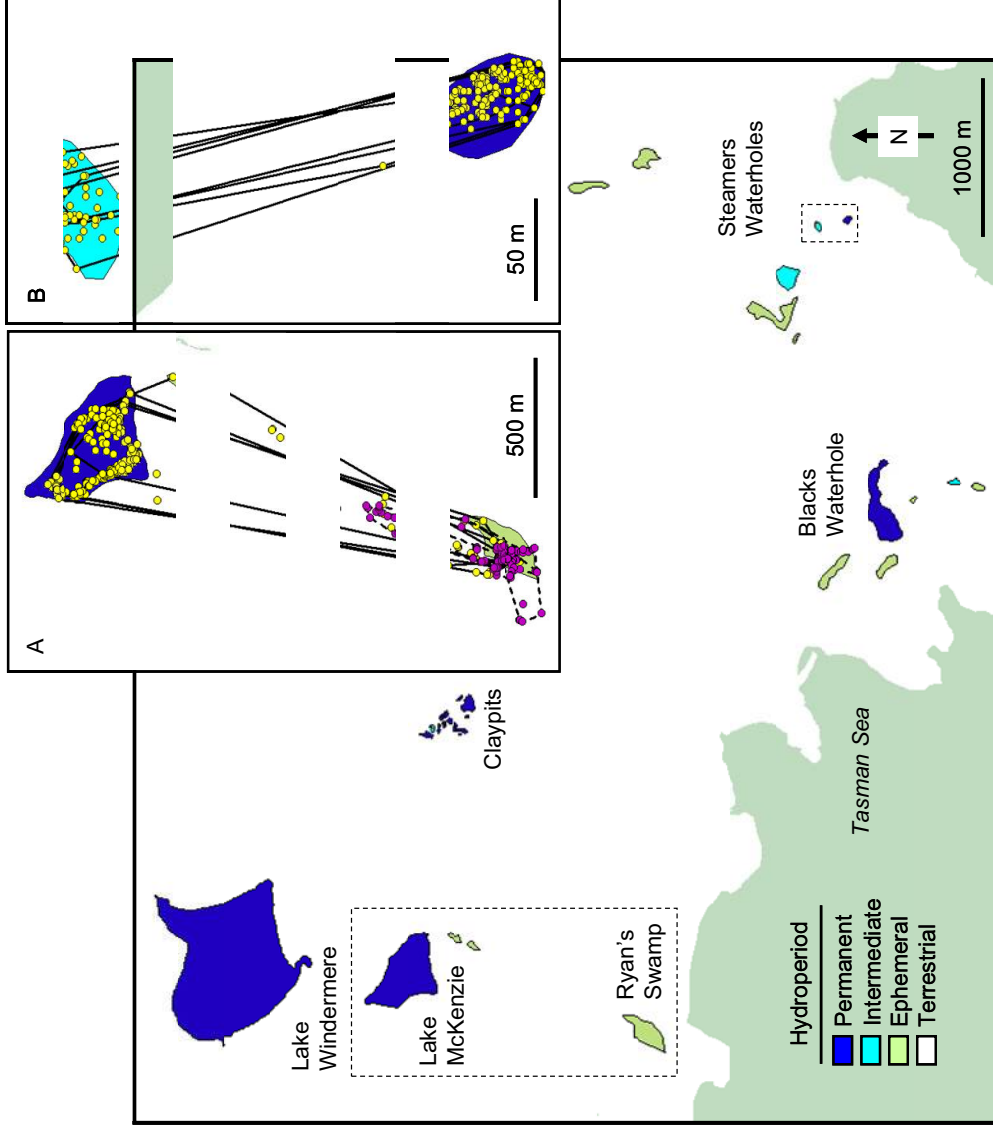 B
50 m
A
500 m
Claypits
Lake
Windermere
Lake
McKenzie
Ryan's
Swamp
Steamers
Waterholes
Blacks
Waterhole
N
1000 m
Tasman Sea
Hydroperiod
Permanent
Intermediate
Ephemeral
Terrestrial